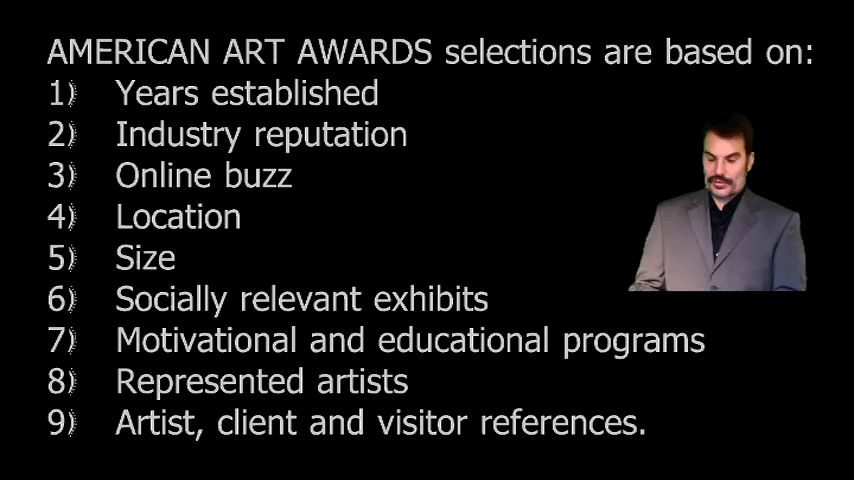 AMERICAN ART AWARDS selections are based on:
1) Years established
2) Industry reputation
3) Online buzz
4) Location
5) Size
6) Socially relevant exhibits
7) Motivational and educational programs
8) Represented artists
9) Artist, client and visitor references.